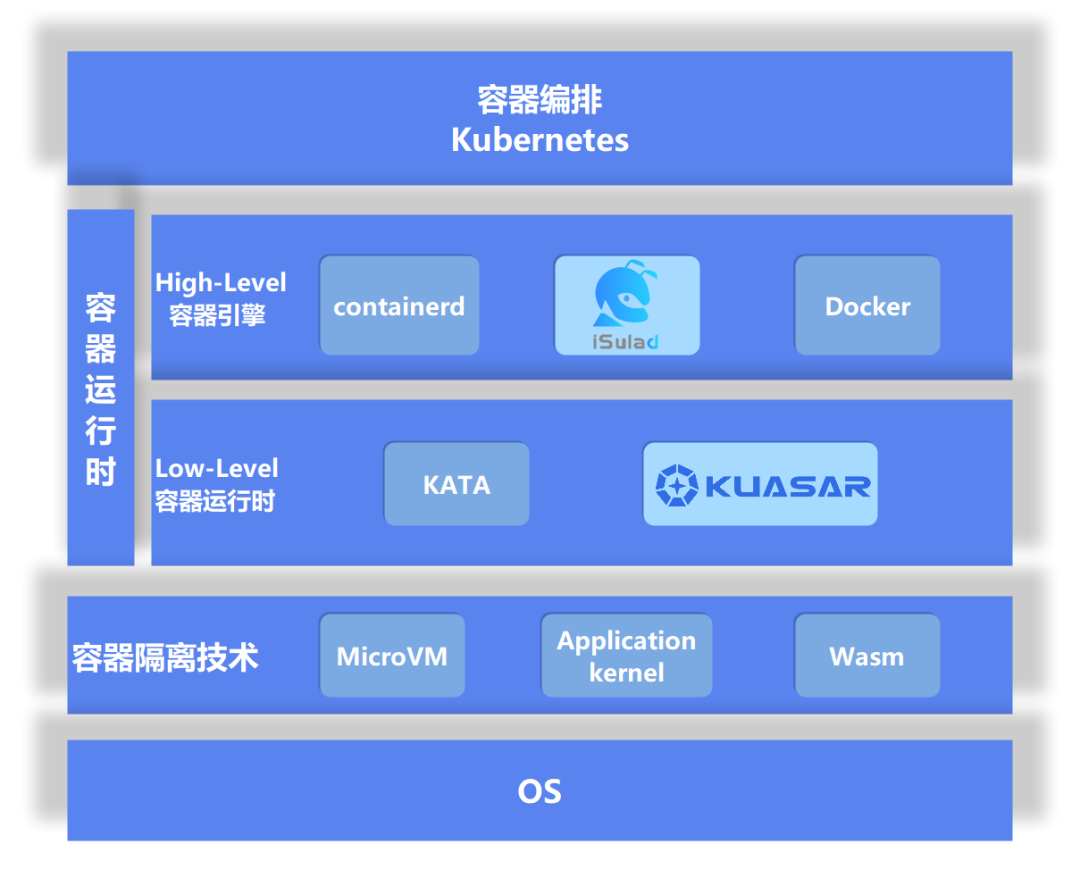 容器编排
Kubernetes
容器运行时
High-Level
容器引擎
containerd
iSulad
Docker
Low-Level
容器运行时
KATA
KUASAR
容器隔离技术
MicroVM
Application
kernel
Wasm
OS